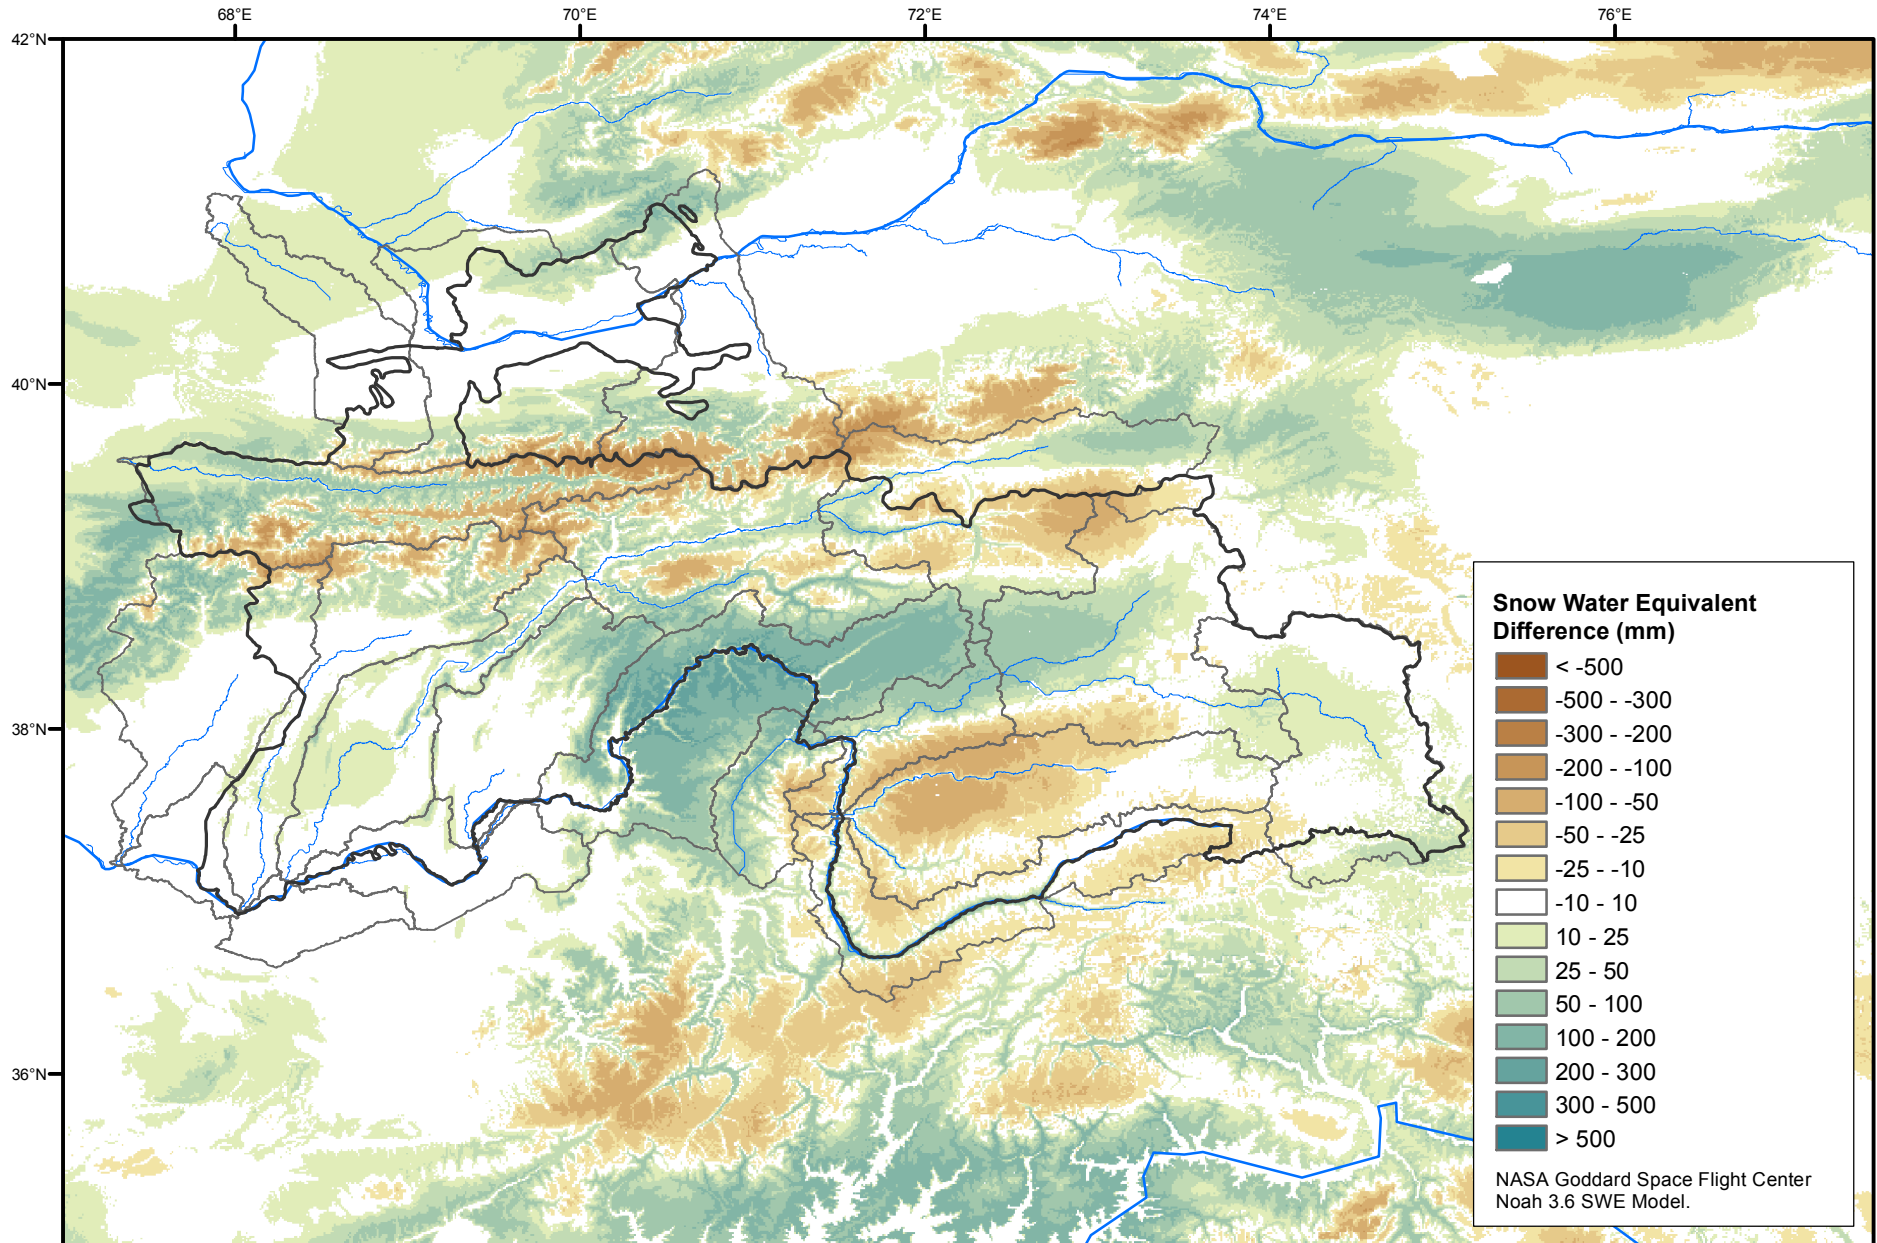 68°E
70°E
72°E
74°E
76°E
42°N
40°N
38°N
36°N
Snow Water Equivalent
Difference (mm)
< -500
-500 - -300
-300 - -200
-200 - -100
-100 - -50
-50 - -25
-25 - -10
-10 - 10
10 - 25
25 - 50
50 - 100
100 - 200
200 - 300
300 - 500
> 500
NASA Goddard Space Flight Center
Noah 3.6 SWE Model.